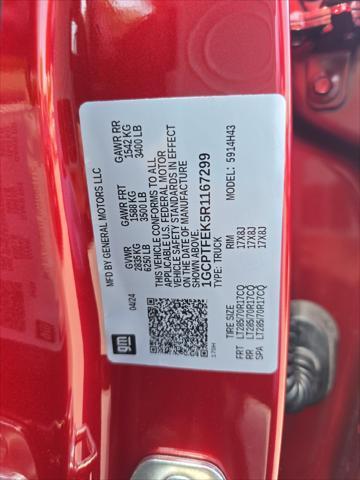 MFD BY GENERAL MOTORS LLC
04/24
GVWR
2835 KG
6250 LB
GAWR FRT
1588 KG
3500 LB
GAWR RR
1542 KG
3400 LB
THIS VEHICLE CONFORMS TO ALL
APPLICABLE U.S. FEDERAL MOTOR
VEHICLE SAFETY STANDARDS IN EFFECT
ON THE DATE OF MANUFACTURE
SHOWN ABOVE.
1GCPTFEK5R1167299
TYPE: TRUCK
MODEL: 5914H43
TIRE SIZE
RIM
FRT LT285/70R17CQ 17X8J
RR LT285/70R17CQ 17X8J
SPA LT285/70R17CQ 17X8J
gm